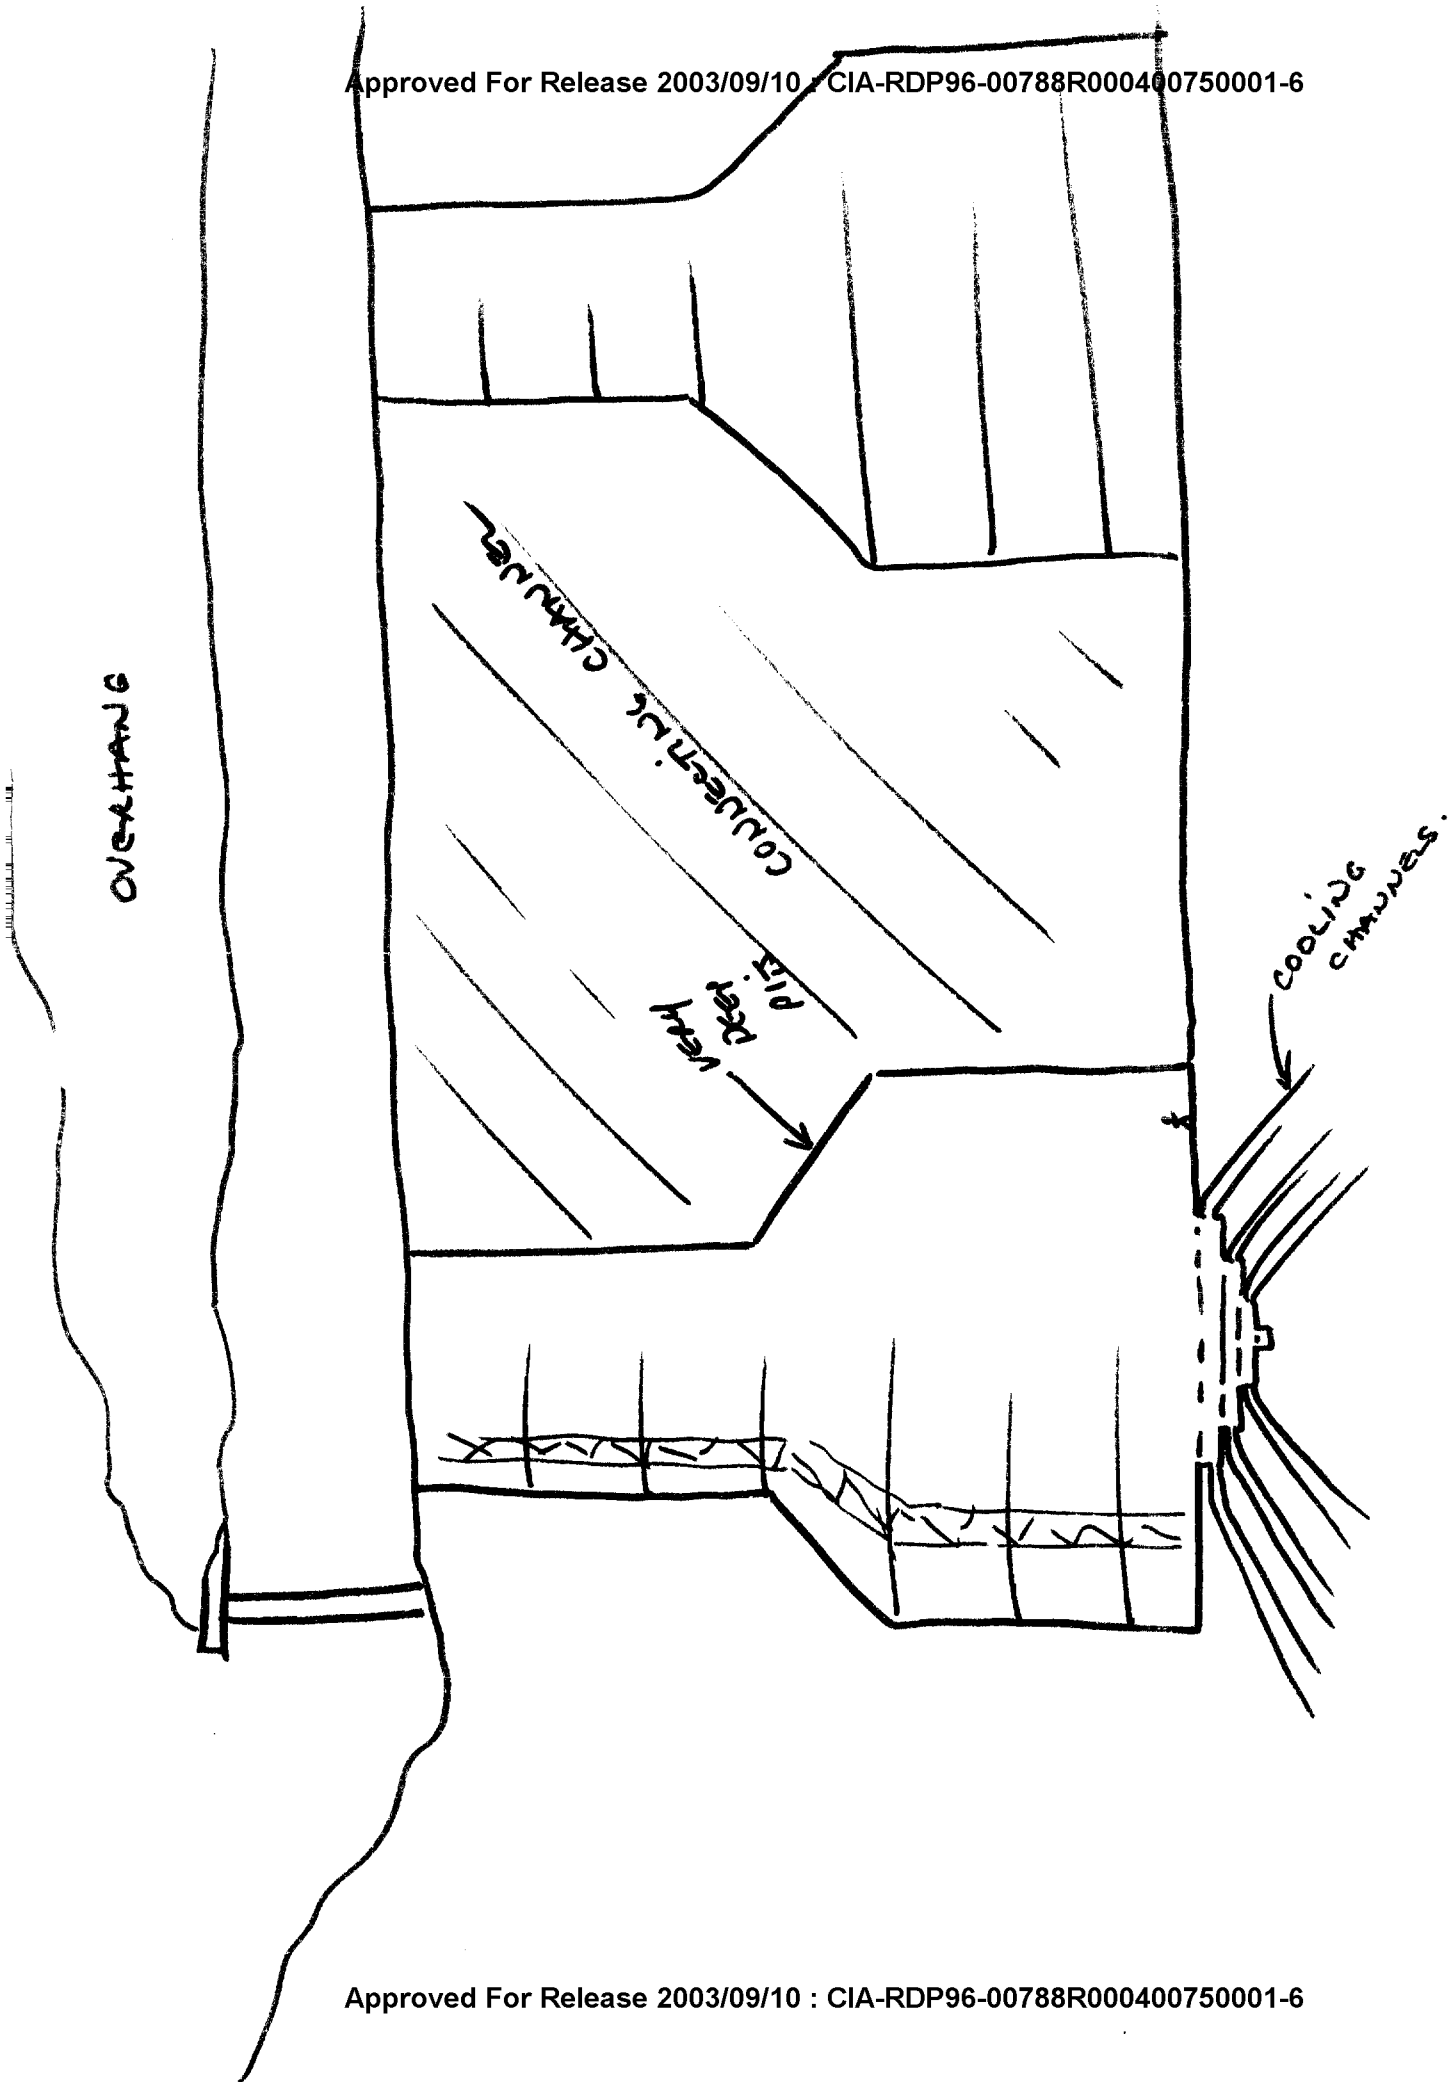 Approved For Release 2003/09/10 : CIA-RDP96-00788R000400750001-6
OVERHANG
CONNECTING CHANNEL
VERY
DEEP
PITS
COOLING
CHANNELS.
Approved For Release 2003/09/10 : CIA-RDP96-00788R000400750001-6